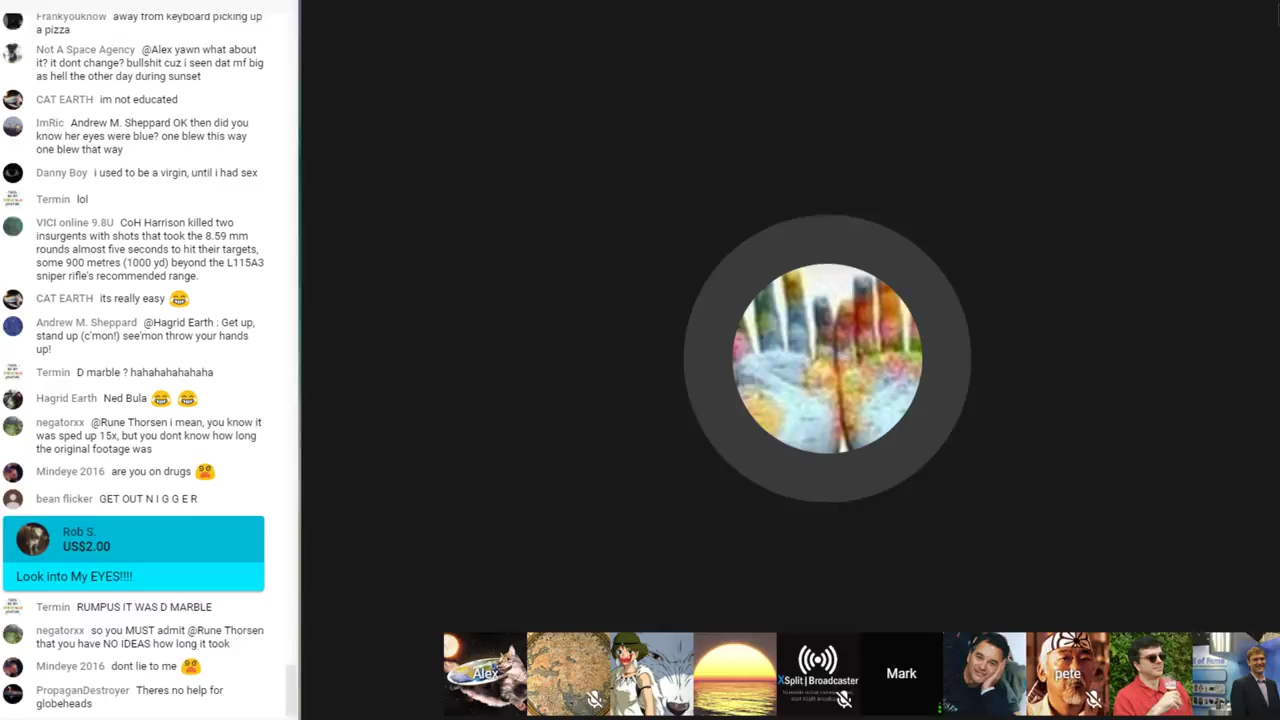 Frankyouknow away from keyboard picking up
a pizza
Not A Space Agency @Alex yawn what about
it? it dont change? bullshit cuz i seen dat mf big
as hell the other day during sunset
CAT EARTH im not educated
ImRic Andrew M. Sheppard OK then did you
know her eyes were blue? one blew this way
one blew that way
Danny Boy i used to be a virgin, until i had sex
Termin lol
VICI online 9.8U CoH Harrison killed two
insurgents with shots that took the 8.59 mm
rounds almost five seconds to hit their targets,
some 900 metres (1000 yd) beyond the L115A3
sniper rifle's recommended range.
CAT EARTH its really easy 😂
Andrew M. Sheppard @Hagrid Earth : Get up,
stand up (c'mon!) see'mon throw your hands
up!
Termin D marble ? hahahahahaha
Hagrid Earth Ned Bula 😂 😂
negatorxx @Rune Thorsen i mean, you know it
was sped up 15x, but you dont know how long
the original footage was
Mindeye 2016 are you on drugs
bean flicker GET OUT N I G G E R
Rob S.
US$2.00
Look into My EYES!!!!
Termin RUMPUS IT WAS D MARBLE
negatorxx so you MUST admit @Rune Thorsen
that you have NO IDEAS how long it took
Mindeye 2016 dont lie to me
PropaganDestroyer Theres no help for
globeheads
Alex
XSplit|Broadcaster
Mark
pete